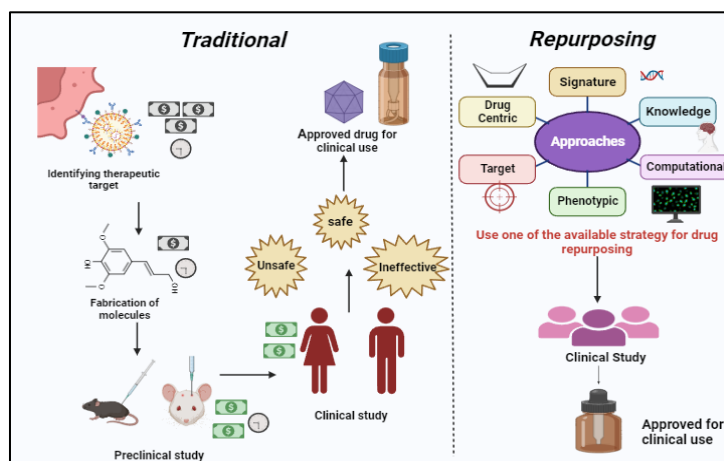 Traditional
Identifying therapeutic
target
Fabrication of
molecules
Preclinical study
Clinical study
Unsafe
safe
Ineffective
Approved drug for
clinical use
Repurposing
Signature
Drug
Centric
Knowledge
Approaches
Target
Computational
Phenotypic
Use one of the available strategy for drug
repurposing
Clinical Study
Approved for
clinical use